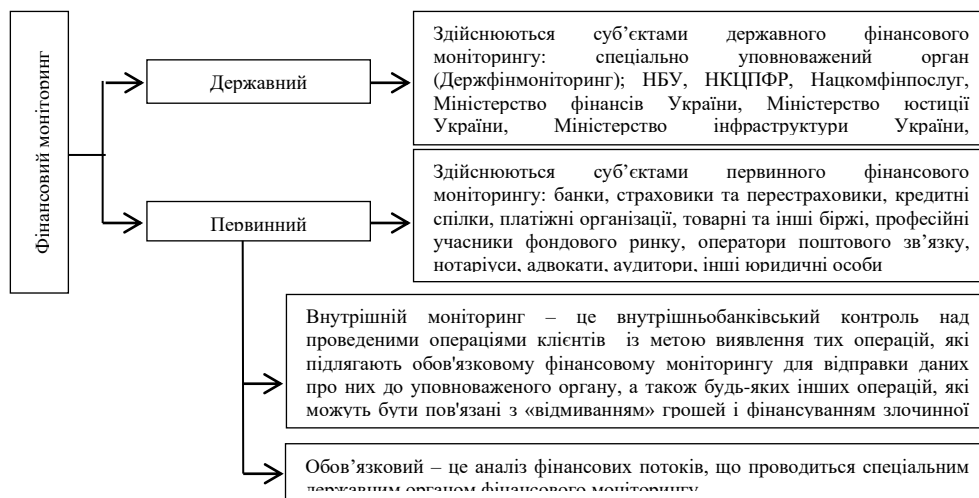 Фінансовий моніторинг
Державний
Здійснюються суб’єктами державного фінансового
моніторингу: спеціально уповноважений орган
(Держфінмоніторинг); НБУ, НКЦПФР, Нацкомфінпослуг,
Міністерство фінансів України, Міністерство юстиції
України, Міністерство інфраструктури України,
Первинний
Здійснюються суб’єктами первинного фінансового
моніторингу: банки, страховики та перестраховики, кредитні
спілки, платіжні організації, товарні та інші біржі, професійні
учасники фондового ринку, оператори поштового зв’язку,
нотаріуси, адвокати, аудитори, інші юридичні особи
Внутрішній моніторинг – це внутрішньобанківський контроль над
проведеними операціями клієнтів із метою виявлення тих операцій, які
підлягають обов'язковому фінансовому моніторингу для відправки даних
про них до уповноваженого органу, а також будь-яких інших операцій, які
можуть бути пов'язані з «відмиванням» грошей і фінансуванням злочинної
Обов’язковий – це аналіз фінансових потоків, що проводиться спеціальним
державним органом фінансового моніторингу